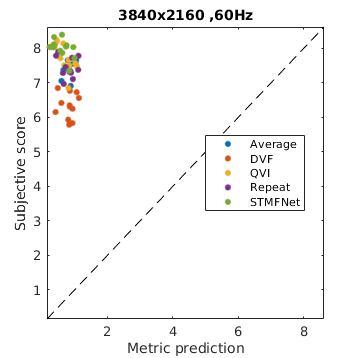 3840x2160 ,60Hz
Subjective score
8
7
6
5
4
3
2
1
Average
DVF
QVI
Repeat
STMFNet
2 4 6 8
Metric prediction